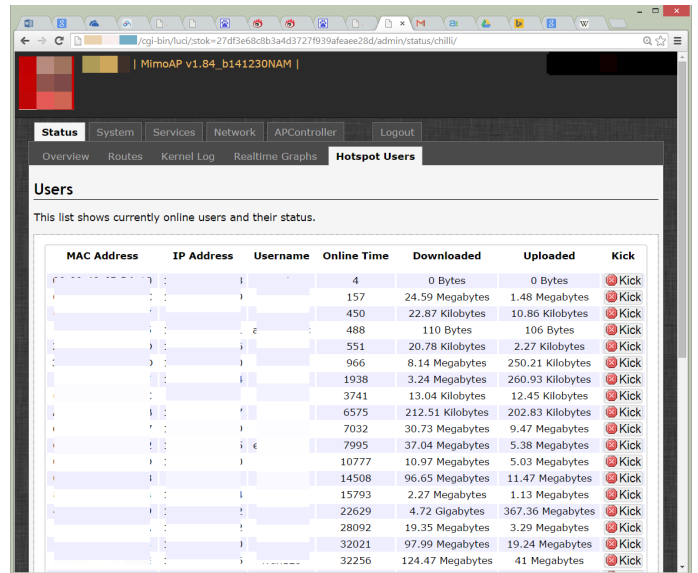 /cgi-bin/luci/;stok=27df3e68c8b3a4d3727f939afeaee28d/admin/status/chilli/
| MimoAP v1.84_b141230NAM |
Status System Services Network APController Logout
Overview Routes Kernel Log Realtime Graphs Hotspot Users
Users
This list shows currently online users and their status.
MAC Address IP Address Username Online Time Downloaded Uploaded Kick
4 0 Bytes 0 Bytes Kick
157 24.59 Megabytes 1.48 Megabytes Kick
450 22.87 Kilobytes 10.86 Kilobytes Kick
488 110 Bytes 106 Bytes Kick
551 20.78 Kilobytes 2.27 Kilobytes Kick
966 8.14 Megabytes 250.21 Kilobytes Kick
1938 3.24 Megabytes 260.93 Kilobytes Kick
3741 13.04 Kilobytes 12.45 Kilobytes Kick
6575 212.51 Kilobytes 202.83 Kilobytes Kick
7032 30.73 Megabytes 9.47 Megabytes Kick
7995 37.04 Megabytes 5.38 Megabytes Kick
10777 10.97 Megabytes 5.03 Megabytes Kick
14508 96.65 Megabytes 11.47 Megabytes Kick
15793 2.27 Megabytes 1.13 Megabytes Kick
22629 4.72 Gigabytes 367.36 Megabytes Kick
28092 19.35 Megabytes 3.29 Megabytes Kick
32021 97.99 Megabytes 19.24 Megabytes Kick
32256 124.47 Megabytes 41 Megabytes Kick